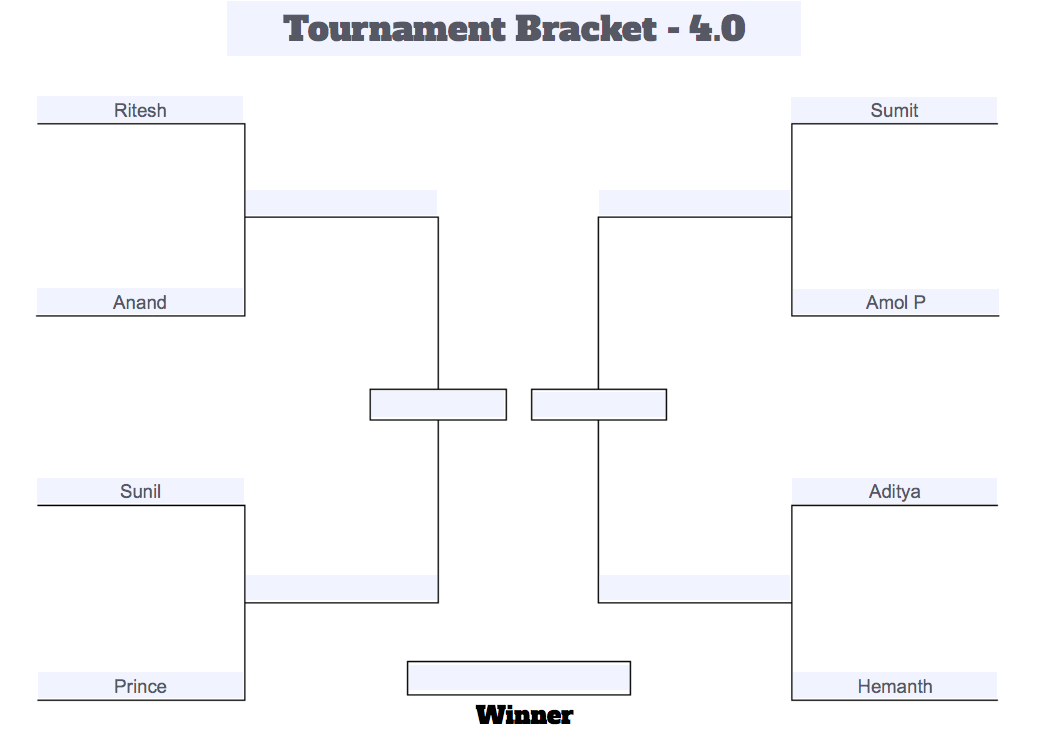 Tournament Bracket - 4.0
Ritesh
Sumit
Anand
Amol P
Sunil
Aditya
Prince
Hemanth
Winner